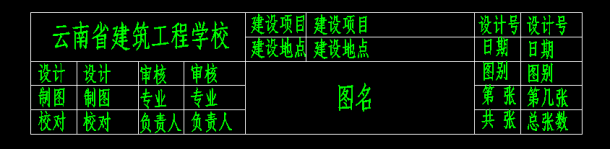 云南省建筑工程学校 建设项目 建设项目 设计号 设计号
建设地点 建设地点 日期 日期
设计 设计 审核 审核 图名 图别 图别
制图 制图 专业 专业 第 张 第几张
校对 校对 负责人 负责人 共 张 总张数